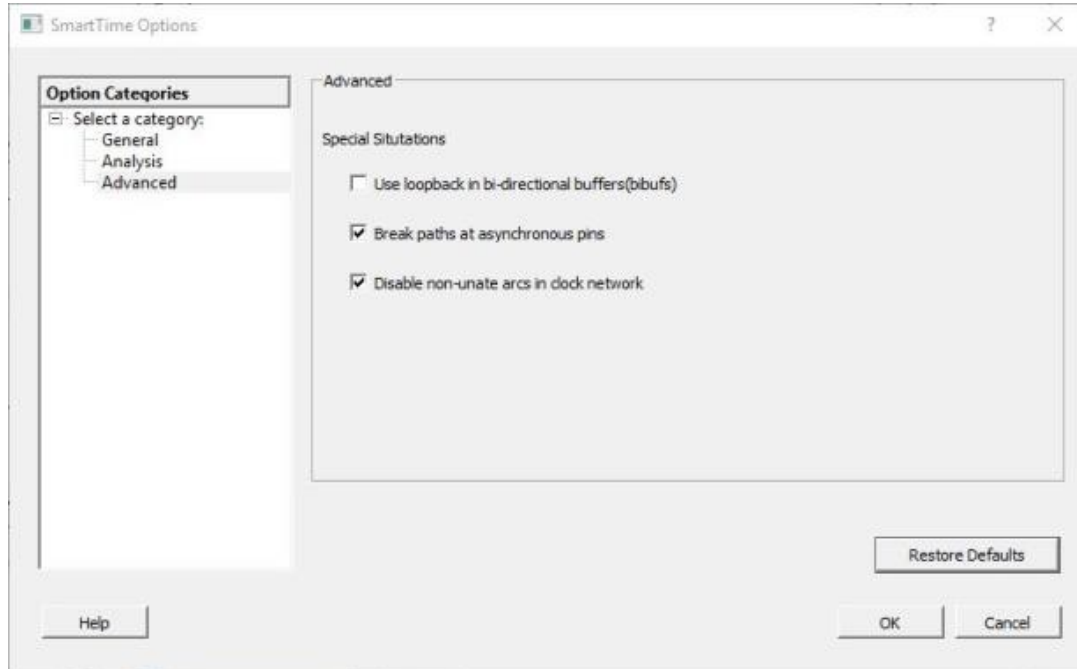 SmartTime Options
?
Option Categories
Select a category:
General
Analysis
Advanced
Advanced
Special Situtations
Use loopback in bi-directional buffers(bibufs)
Break paths at asynchronous pins
Disable non-unate arcs in clock network
Restore Defaults
Help
OK
Cancel